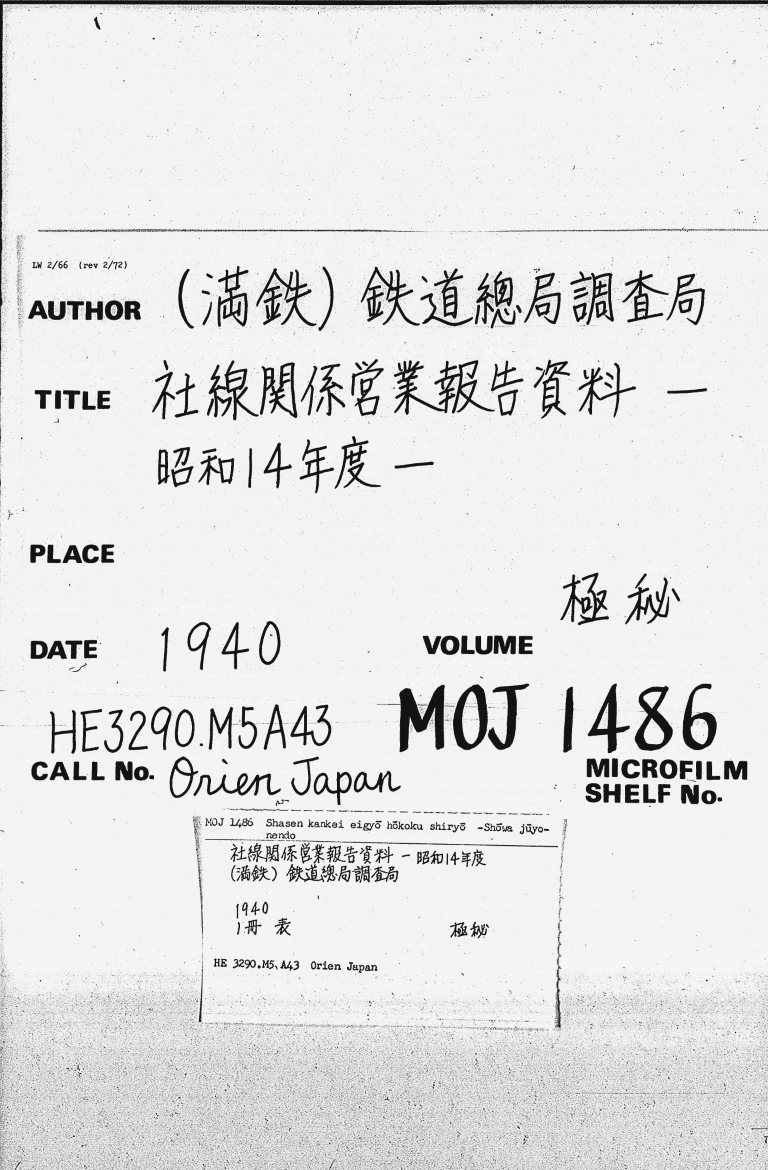 LW 2/66 (rev 2/72)
AUTHOR (満鉄) 鉄道總局調査局
TITLE 社線関係営業報告資料 —
昭和14年度 —
PLACE
極秘
DATE 1940 VOLUME
HE3290.M5A43 MOJ 1486
CALL No. Orien Japan MICROFILM
SHELF No.
MOJ 1486 Shasen kankei eigyō hōkoku shiryō -Shōwa jūyo-
nendo
社線関係営業報告資料 — 昭和14年度
(満鉄) 鉄道總局調査局
1940
1冊 表 極秘
HE 3290.M5.A43 Orien Japan